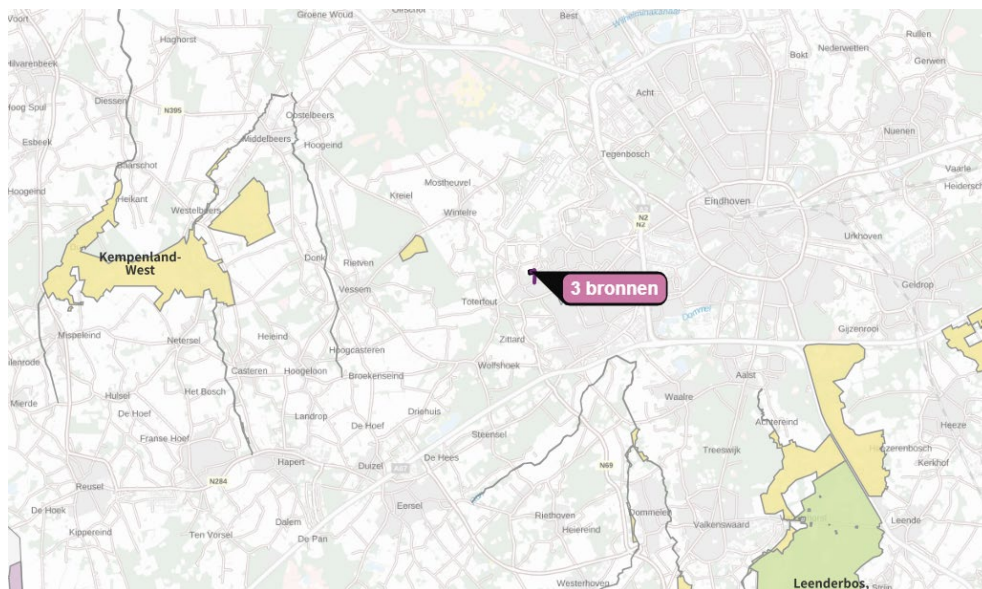 Groene Woud
Best
Wilhelminakanaal
Bokt
Nederwetten
Rullen
Gerwen
Haghorst
Diessen
N395
Esbeek
Acht
Nuenen
Oostelbeers
Middelbeers
Hoogeind
Tegenbosch
Vaarle
Baarschot
Heikant
Hoogeind
Kreiel
Mostheuvel
Westelbeers
Wintelre
N2
N2
Eindhoven
Urkhoven
Kempenland-
West
Donk
Rietven
Vessem
3 bronnen
Geldrop
Toterfout
Dommel
Gijzenrooi
Mispeleind
Netersel
Heieind
Hoogcasteren
Zittard
Wolfshoek
Casteren
Hoogeloon
Broekenseind
Aalst
Mierde
Hulsel
Het Bosch
De Hoef
Landrop
Driehuis
De Hoef
Waalre
Achtereind
Heeze
Franse Hoef
Steensel
Treeswijk
Kerkhof
Hapert
Duizel
De Hees
N69
Reusel
N284
A67
De Hoek
Eersel
Riethoven
Dommelen
Valkenswaard
Leende
Kippereind
Ten Vorsel
Dalem
De Pan
Heiereind
Westerhoven
Leenderbos,